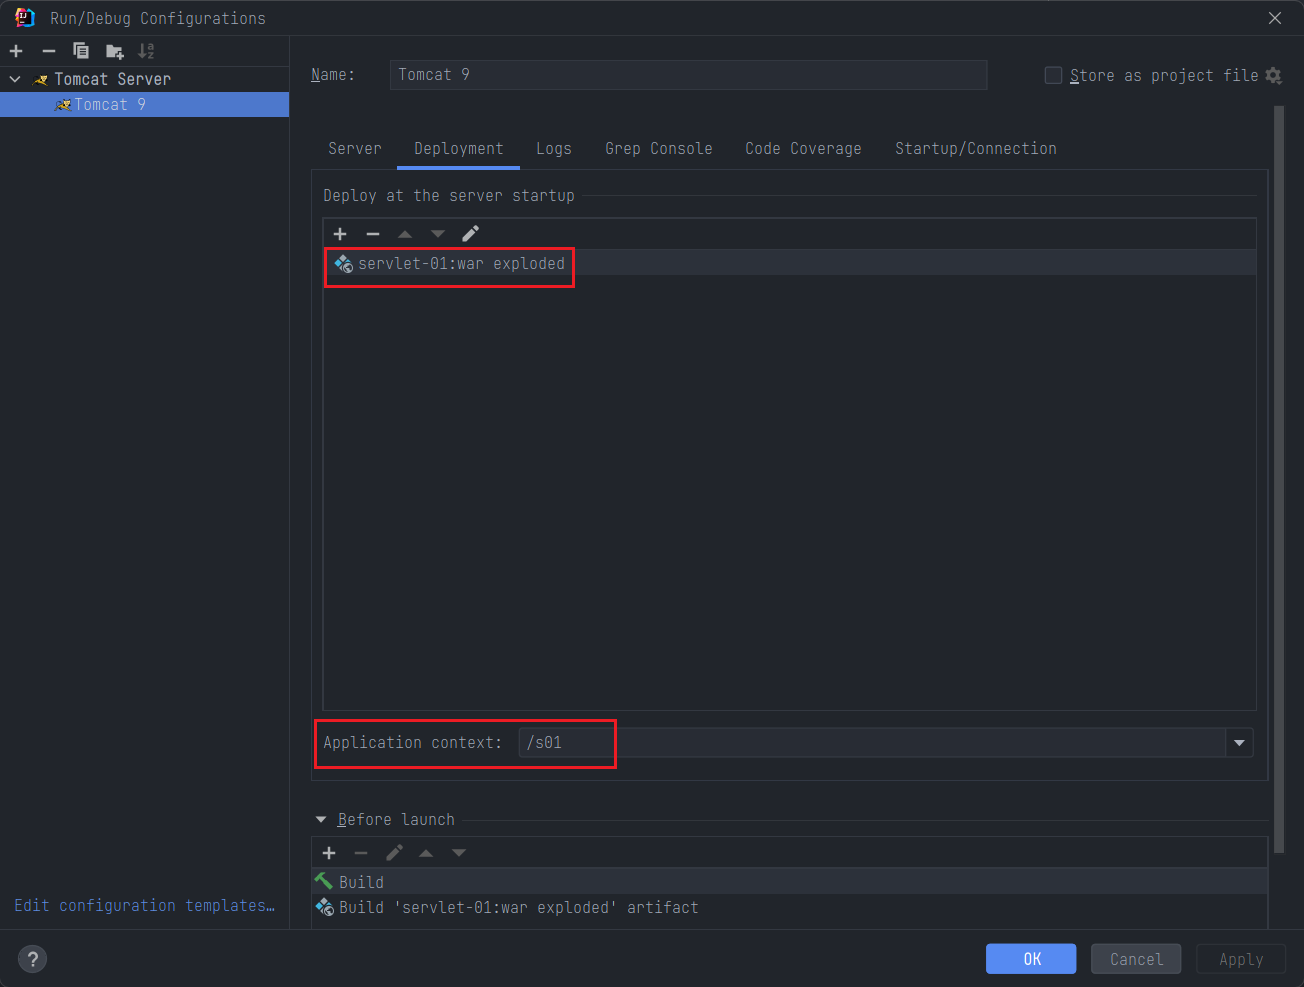 Run/Debug Configurations
Tomcat Server
Tomcat 9
Edit configuration templates…
Name: Tomcat 9 Store as project file
Server Deployment Logs Grep Console Code Coverage Startup/Connection
Deploy at the server startup
servlet-01:war exploded
Application context: /s01
Before launch
Build
Build 'servlet-01:war exploded' artifact
? OK Cancel Apply